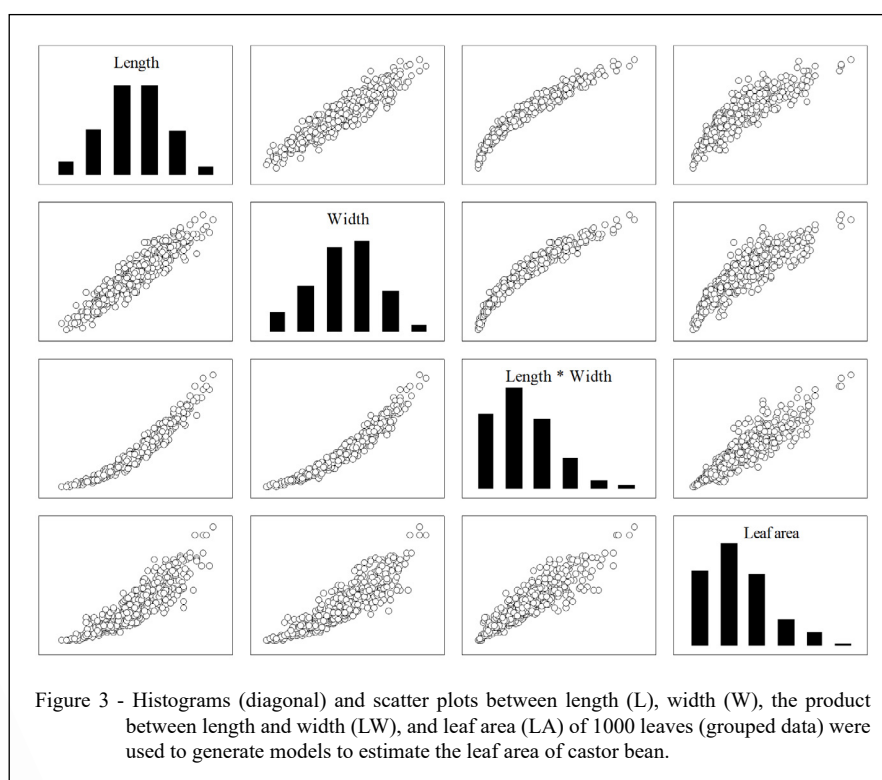 Length
Width
Length * Width
Leaf area
Figure 3 - Histograms (diagonal) and scatter plots between length (L), width (W), the product
between length and width (LW), and leaf area (LA) of 1000 leaves (grouped data) were
used to generate models to estimate the leaf area of castor bean.